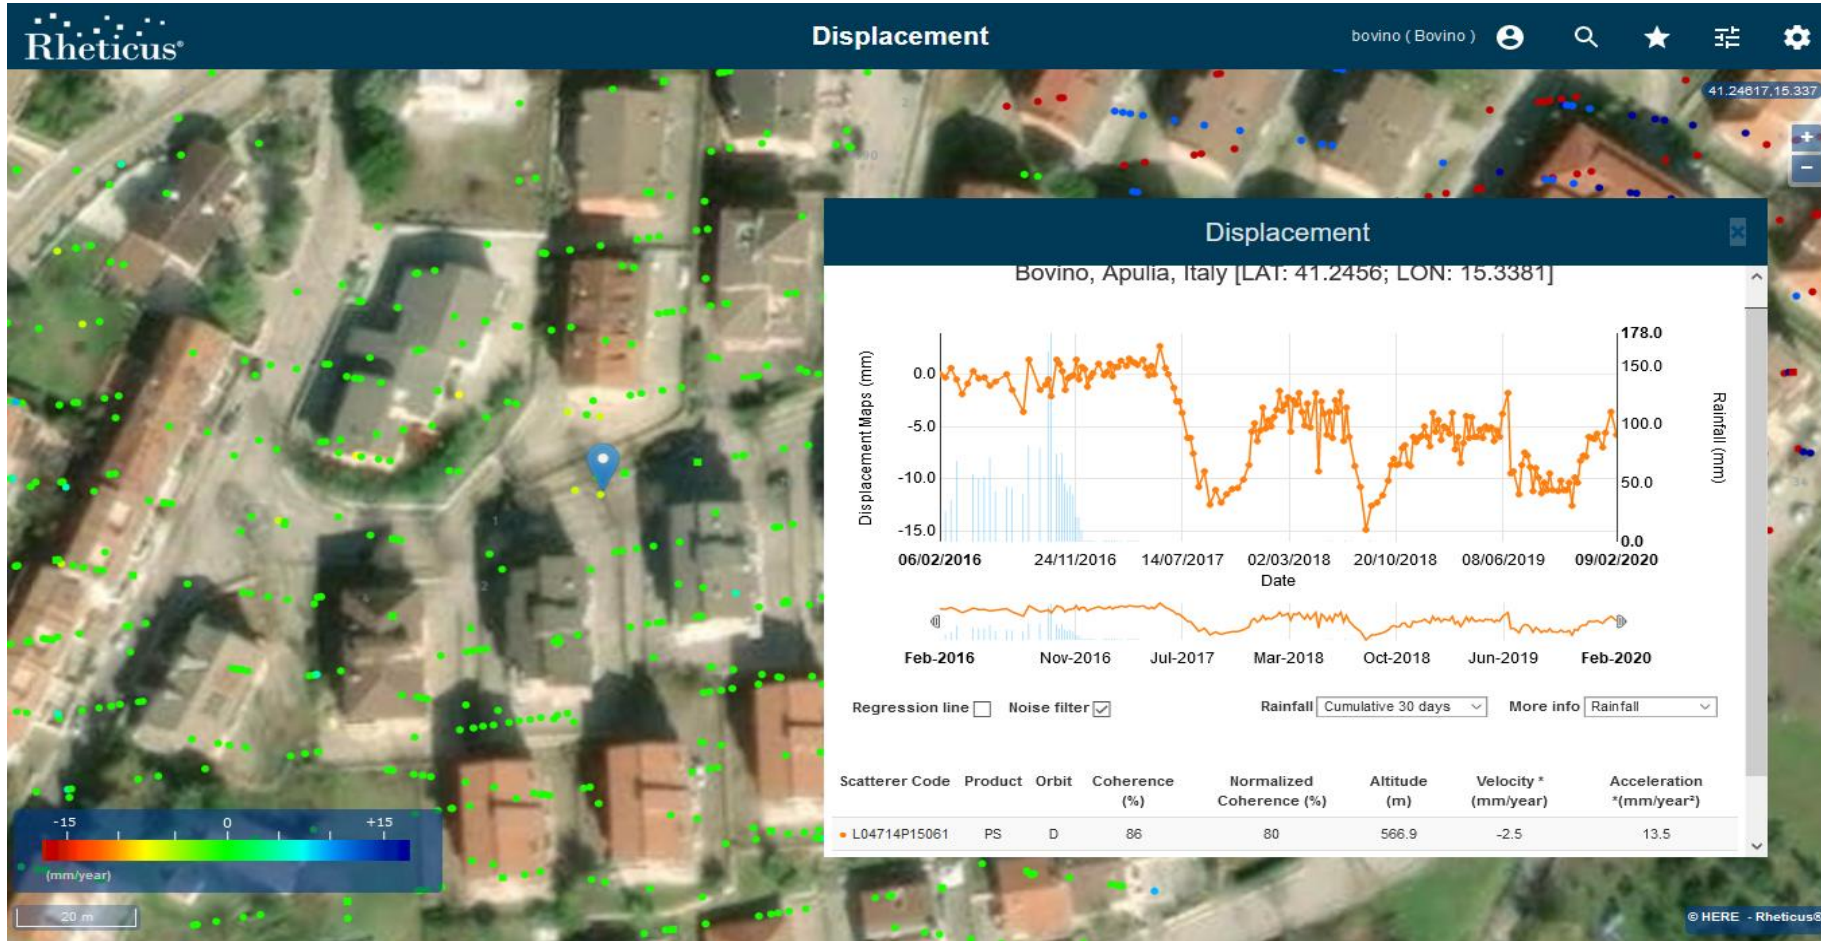 Rheticus®
Displacement
bovino ( Bovino )
41.24617,15.337
+
−
2
1
2
34
Displacement
Bovino, Apulia, Italy [LAT: 41.2456; LON: 15.3381]
Displacement Maps (mm)
0.0
-5.0
-10.0
-15.0
178.0
150.0
100.0
50.0
0.0
Rainfall (mm)
06/02/2016 24/11/2016 14/07/2017 02/03/2018 20/10/2018 08/06/2019 09/02/2020
Date
Feb-2016 Nov-2016 Jul-2017 Mar-2018 Oct-2018 Jun-2019 Feb-2020
Regression line Noise filter Rainfall Cumulative 30 days More info Rainfall
Scatterer Code Product Orbit Coherence (%) Normalized Coherence (%) Altitude (m) Velocity * (mm/year) Acceleration *(mm/year²)
L04714P15061 PS D 86 80 566.9 -2.5 13.5
-15 0 +15
(mm/year)
20 m
© HERE - Rheticus®